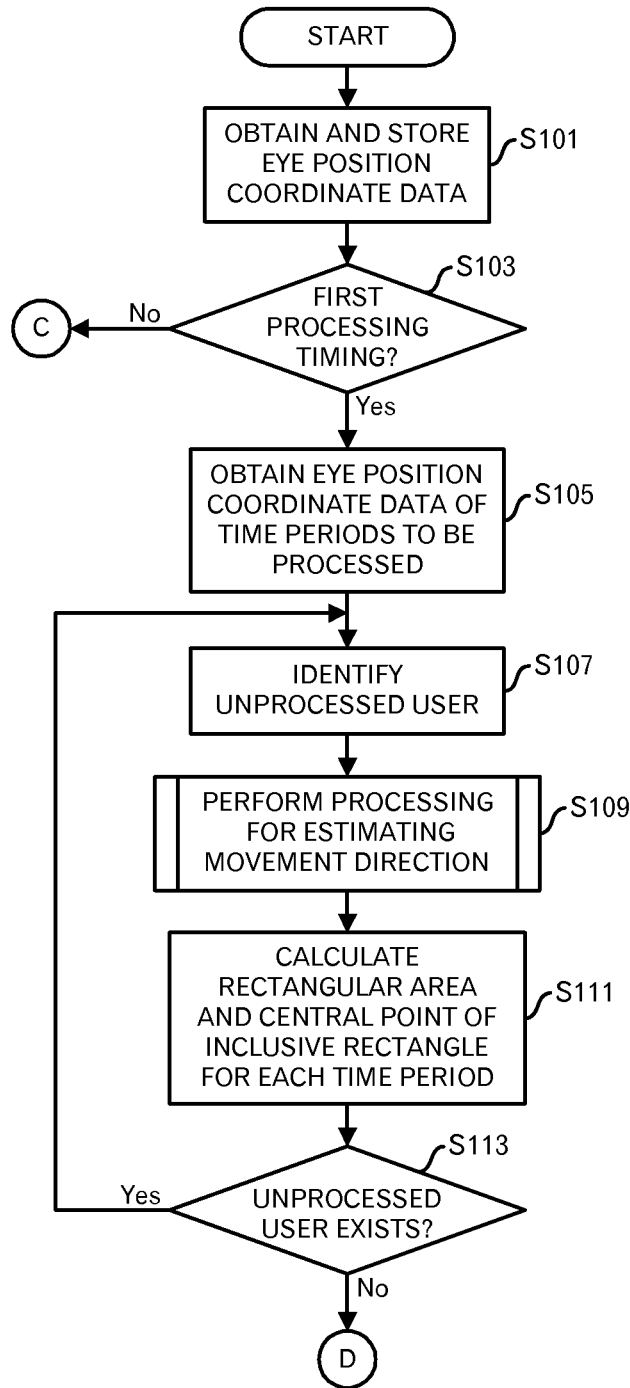 START
OBTAIN AND STORE
EYE POSITION
COORDINATE DATA
S101
FIRST
PROCESSING
TIMING?
S103
No
C
Yes
OBTAIN EYE POSITION
COORDINATE DATA OF
TIME PERIODS TO BE
PROCESSED
S105
IDENTIFY
UNPROCESSED USER
S107
PERFORM PROCESSING
FOR ESTIMATING
MOVEMENT DIRECTION
S109
CALCULATE
RECTANGULAR AREA
AND CENTRAL POINT OF
INCLUSIVE RECTANGLE
FOR EACH TIME PERIOD
S111
UNPROCESSED
USER EXISTS?
S113
Yes
No
D